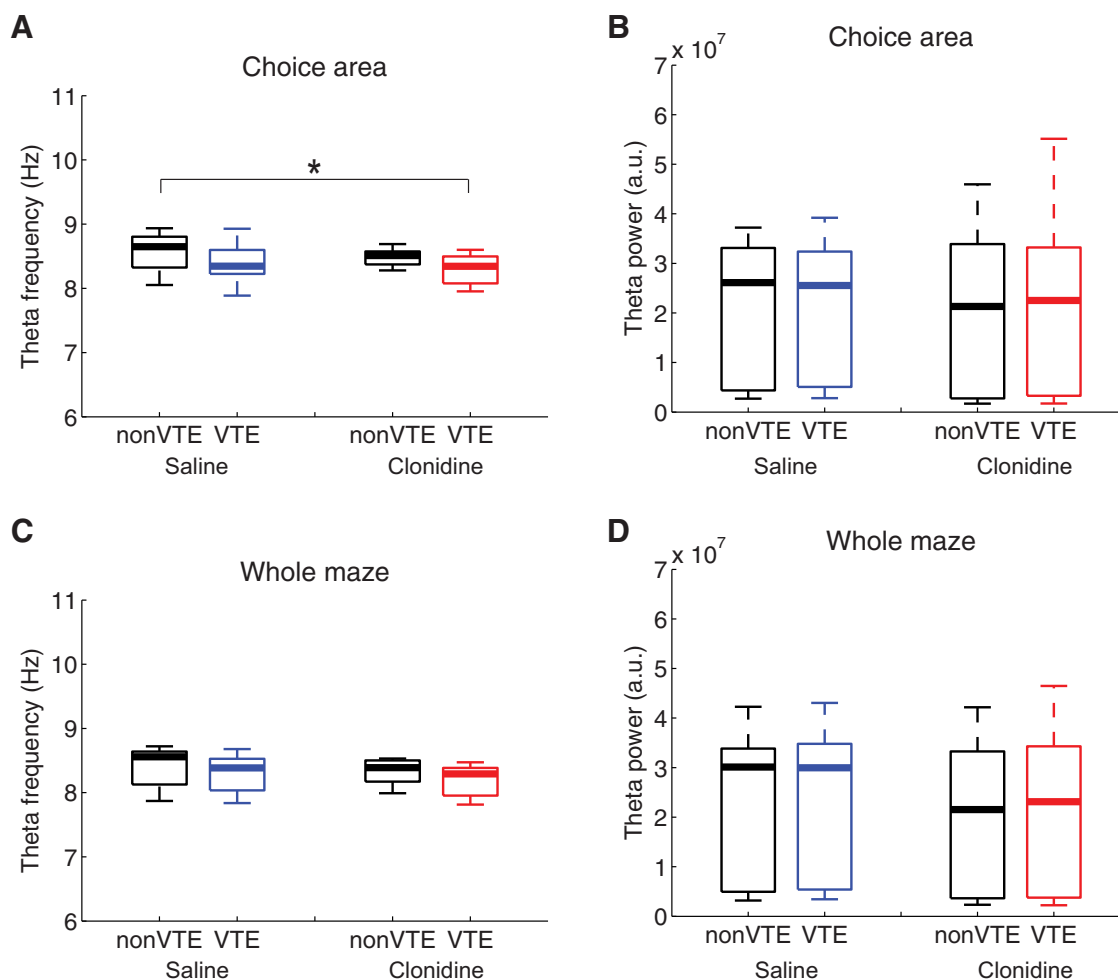 A
Choice area
Theta frequency (Hz)
11
10
9
8
7
6
*
nonVTE VTE nonVTE VTE
Saline Clonidine
B
Choice area
x 10^7
Theta power (a.u.)
7
6
5
4
3
2
1
0
nonVTE VTE nonVTE VTE
Saline Clonidine
C
Whole maze
Theta frequency (Hz)
11
10
9
8
7
6
nonVTE VTE nonVTE VTE
Saline Clonidine
D
Whole maze
x 10^7
Theta power (a.u.)
7
6
5
4
3
2
1
0
nonVTE VTE nonVTE VTE
Saline Clonidine